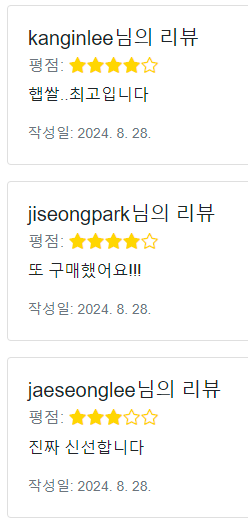 kanginlee님의 리뷰
평점: ★★★★☆
햅쌀..최고입니다
작성일: 2024. 8. 28.
jiseongpark님의 리뷰
평점: ★★★★☆
또 구매했어요!!!
작성일: 2024. 8. 28.
jaeseonglee님의 리뷰
평점: ★★★☆☆
진짜 신선합니다
작성일: 2024. 8. 28.